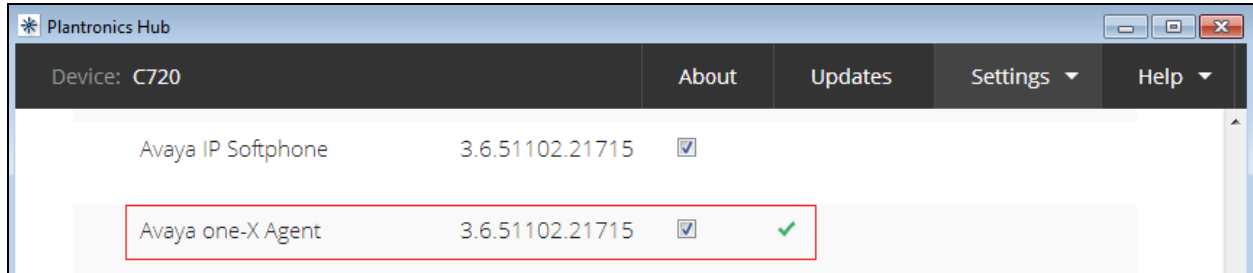 Plantronics Hub
Device: C720 About Updates Settings Help
Avaya IP Softphone 3.6.51102.21715
Avaya one-X Agent 3.6.51102.21715